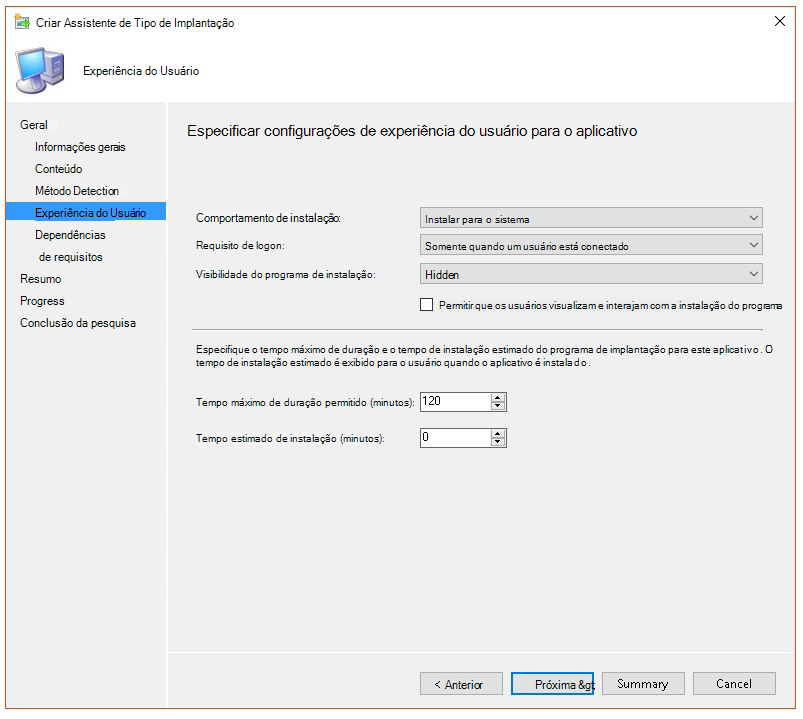 Criar Assistente de Tipo de Implantação
Experiência do Usuário
Geral
Informações gerais
Conteúdo
Método Detection
Experiência do Usuário
Dependências
de requisitos
Resumo
Progress
Conclusão da pesquisa
Especificar configurações de experiência do usuário para o aplicativo
Comportamento de instalação:
Instalar para o sistema
Requisito de logon:
Somente quando um usuário está conectado
Visibilidade do programa de instalação:
Hidden
Permitir que os usuários visualizam e interajam com a instalação do programa
Especifique o tempo máximo de duração e o tempo de instalação estimado do programa de implantação para este aplicativo. O
tempo de instalação estimado é exibido para o usuário quando o aplicativo é instalado.
Tempo máximo de duração permitido (minutos):
120
Tempo estimado de instalação (minutos):
0
< Anterior
Próxima &gt;
Summary
Cancel